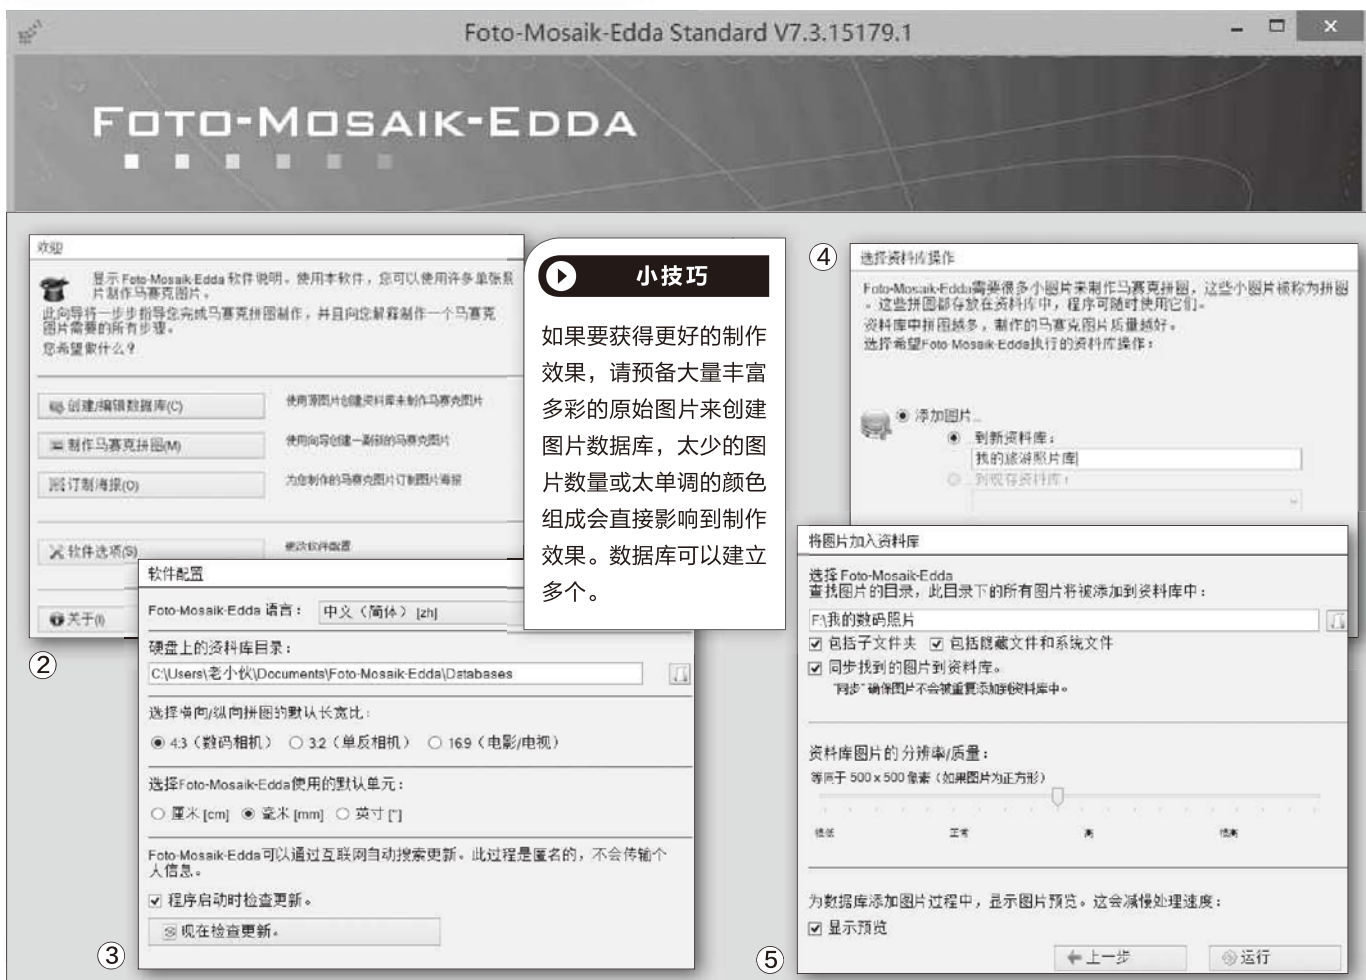 Foto-Mosaik-Edda Standard V7.3.15179.1
FOTO-MOSAIK-EDDA
欢迎
显示 Foto-Mosaik-Edda 软件说明。使用本软件，您可以使用许多单张照
片制作马赛克图片。
此向导将一步步指导您完成马赛克拼图制作，并且向您解释制作一个马赛克
图片需要的所有步骤。
您希望做什么？
创建/编辑数据库(C)
使用原图片创建资料库来制作马赛克图片
制作马赛克拼图(M)
使用向导创建一副新的马赛克图片
订制海报(O)
为您制作的马赛克图片订制图片海报
软件选项(S)
更改软件配置
关于(I)
②
软件配置
Foto-Mosaik-Edda 语言： 中文（简体） [zh]
硬盘上的资料库目录：
C:\Users\老小伙\Documents\Foto-Mosaik-Edda\Databases
选择横向/纵向拼图的默认长宽比：
4:3（数码相机） 3:2（单反相机） 16:9（电影/电视）
选择Foto-Mosaik-Edda使用的默认单元：
厘米 [cm] 毫米 [mm] 英寸 ["]
Foto-Mosaik-Edda可以通过互联网自动搜索更新。此过程是匿名的，不会传输个
人信息。
程序启动时检查更新。
现在检查更新。
③
小技巧
如果要获得更好的制作
效果，请预备大量丰富
多彩的原始图片来创建
图片数据库，太少的图
片数量或太单调的颜色
组成会直接影响到制作
效果。数据库可以建立
多个。
④
选择资料库操作
Foto-Mosaik-Edda需要很多小图片来制作马赛克拼图，这些小图片被称为拼图
。这些拼图都存放在资料库中，程序可随时使用它们。
资料库中拼图越多，制作的马赛克图片质量越好。
选择希望Foto-Mosaik-Edda执行的资料库操作：
添加图片...
...到新资料库：
我的旅游照片库
...到现存资料库：
将图片加入资料库
选择 Foto-Mosaik-Edda
查找图片的目录，此目录下的所有图片将被添加到资料库中：
F:\我的数码照片
包括子文件夹 包括隐藏文件和系统文件
同步找到的图片到资料库。
"同步"确保图片不会被重复添加到资料库中。
资料库图片的分辨率/质量：
等同于 500 x 500 像素（如果图片为正方形）
极低 正常 高 极高
为数据库添加图片过程中，显示图片预览。这会减慢处理速度：
显示预览
上一步 运行
⑤